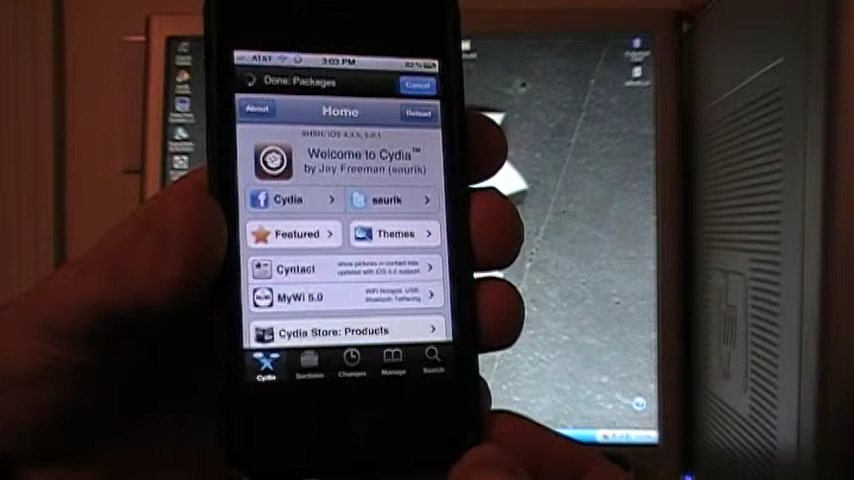 AT&T 3:03 PM 82%
Done: Packages Cancel
About Home Reload
SHSH/iOS 4.3.5, 5.0.1
Welcome to Cydia™
by Jay Freeman (saurik)
Cydia saurik
Featured Themes
Cyntact show pictures in contact lists
updated with iOS 4.0 support
MyWi 5.0 WiFi Hotspot, USB,
Bluetooth Tethering
Cydia Store: Products
Cydia Sections Changes Manage Search